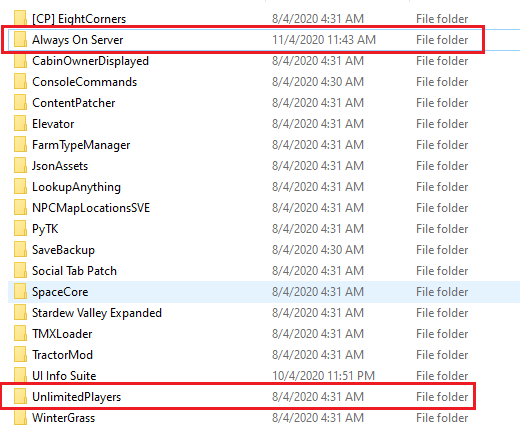 [CP] EightCorners 8/4/2020 4:31 AM File folder
Always On Server 11/4/2020 11:43 AM File folder
CabinOwnerDisplayed 8/4/2020 4:31 AM File folder
ConsoleCommands 8/4/2020 4:30 AM File folder
ContentPatcher 8/4/2020 4:31 AM File folder
Elevator 8/4/2020 4:31 AM File folder
FarmTypeManager 8/4/2020 4:31 AM File folder
JsonAssets 8/4/2020 4:31 AM File folder
LookupAnything 8/4/2020 4:31 AM File folder
NPCMapLocationsSVE 8/4/2020 4:31 AM File folder
PyTK 8/4/2020 4:31 AM File folder
SaveBackup 8/4/2020 4:30 AM File folder
Social Tab Patch 8/4/2020 4:31 AM File folder
SpaceCore 8/4/2020 4:31 AM File folder
Stardew Valley Expanded 8/4/2020 4:31 AM File folder
TMXLoader 8/4/2020 4:31 AM File folder
TractorMod 8/4/2020 4:31 AM File folder
UI Info Suite 10/4/2020 11:51 PM File folder
UnlimitedPlayers 8/4/2020 4:31 AM File folder
WinterGrass 8/4/2020 4:31 AM File folder